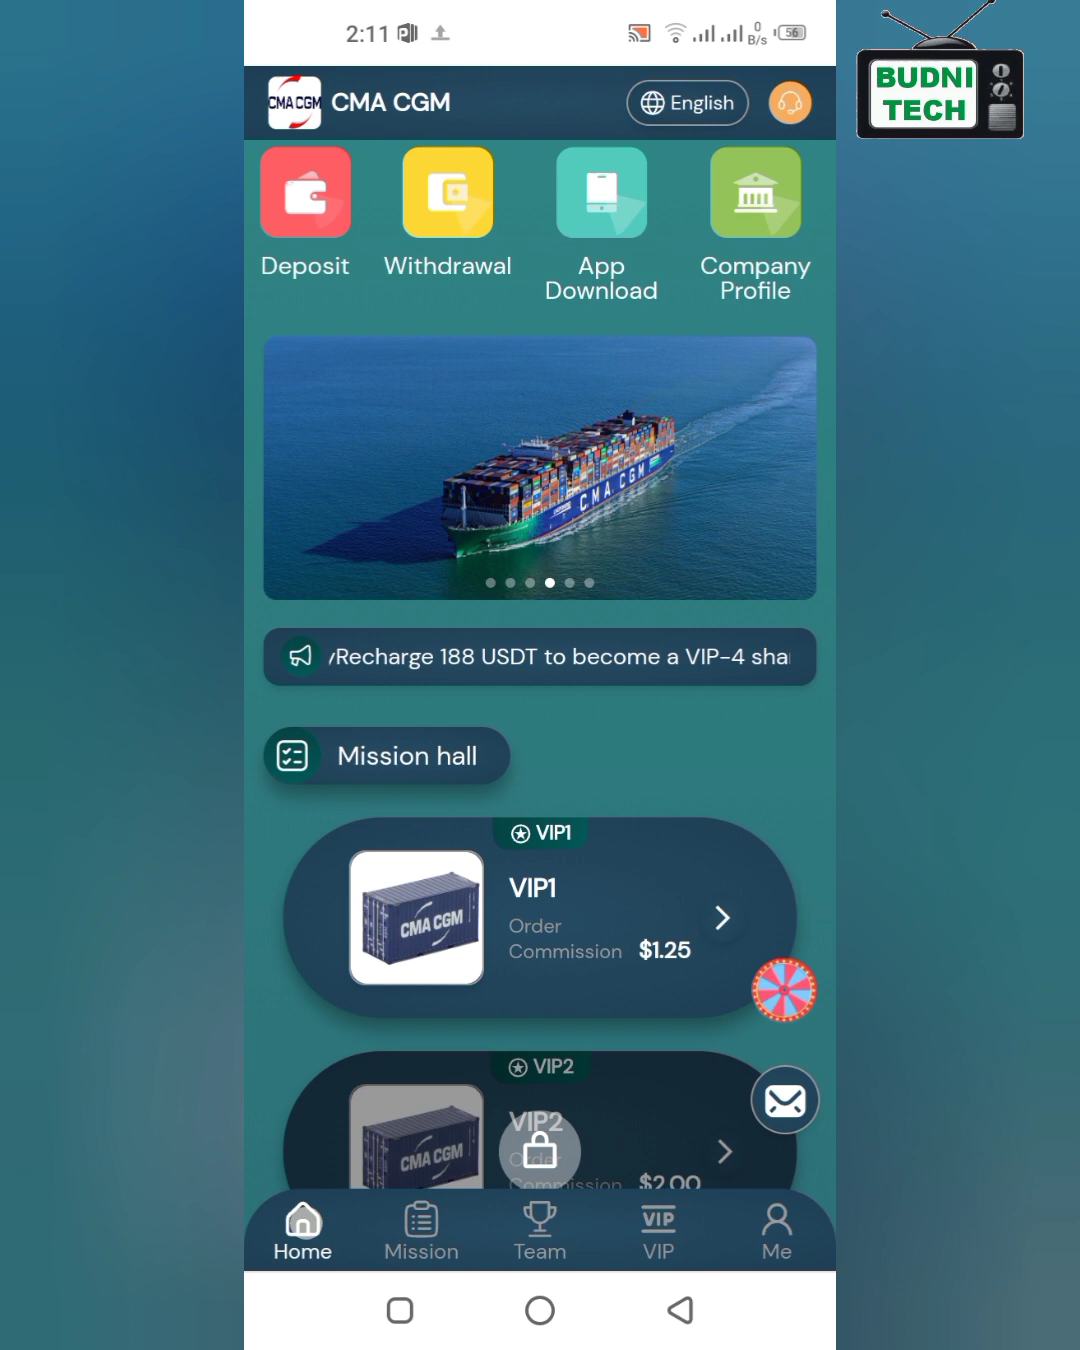 2:11
0
B/s
56
BUDNI
TECH
CMA CGM
CMA CGM
English
Deposit
Withdrawal
App
Download
Company
Profile
CMA CGM
Recharge 188 USDT to become a VIP-4
Mission hall
VIP1
CMA CGM
VIP1
Order
Commission $1.25
VIP2
CMA CGM
VIP2
Order
Commission $2.00
VIP
Home
Mission
Team
VIP
Me